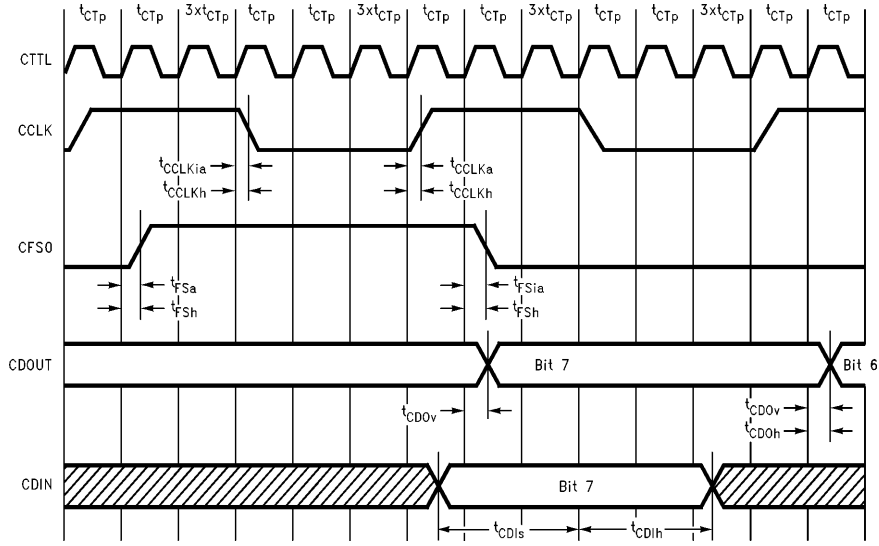 tCTp tCTp 3xtCTp tCTp tCTp 3xtCTp tCTp tCTp 3xtCTp tCTp tCTp 3xtCTp tCTp tCTp
CTTL
CCLK
tCCLKia tCCLKa
tCCLKh tCCLKh
CFS0
tFSa tFSia
tFSh tFSh
CDOUT Bit 7 Bit 6
tCDOv tCDOv
tCDOh
CDIN Bit 7
tCDIs tCDIh